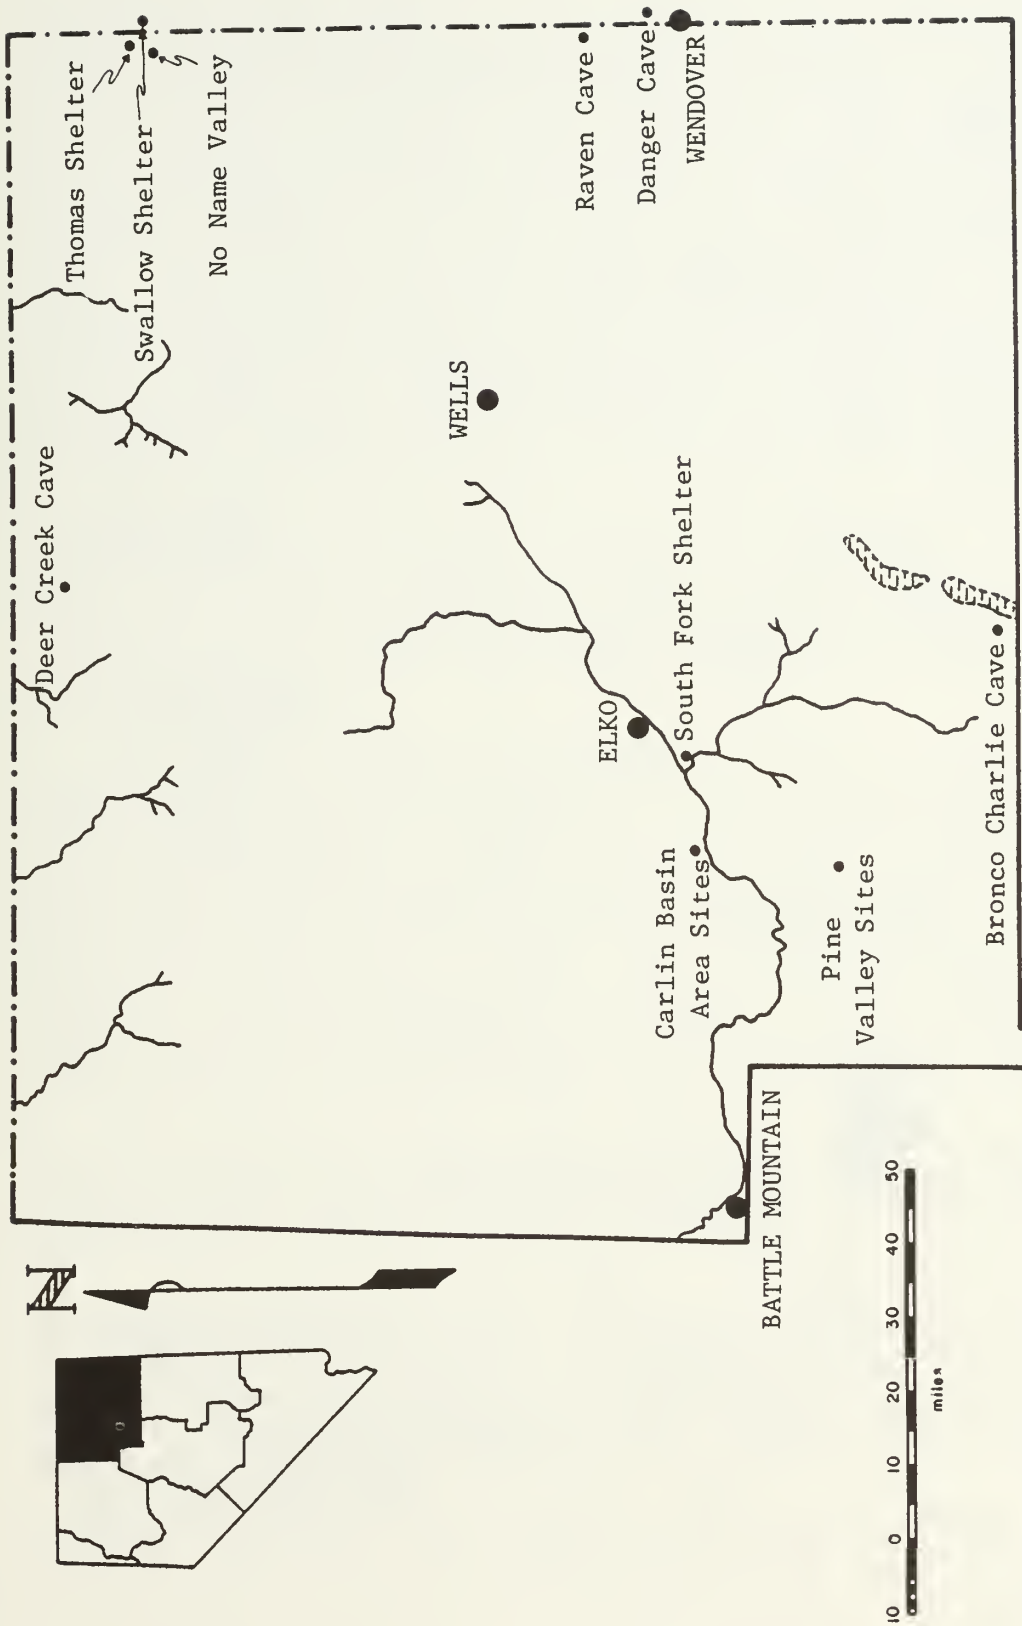 Thomas Shelter
Swallow Shelter
No Name Valley
Deer Creek Cave
Raven Cave
Danger Cave
WENDOVER
WELLS
ELKO
South Fork Shelter
Carlin Basin
Area Sites
Pine
Valley Sites
Bronco Charlie Cave
BATTLE MOUNTAIN
N
10 0 10 20 30 40 50
miles